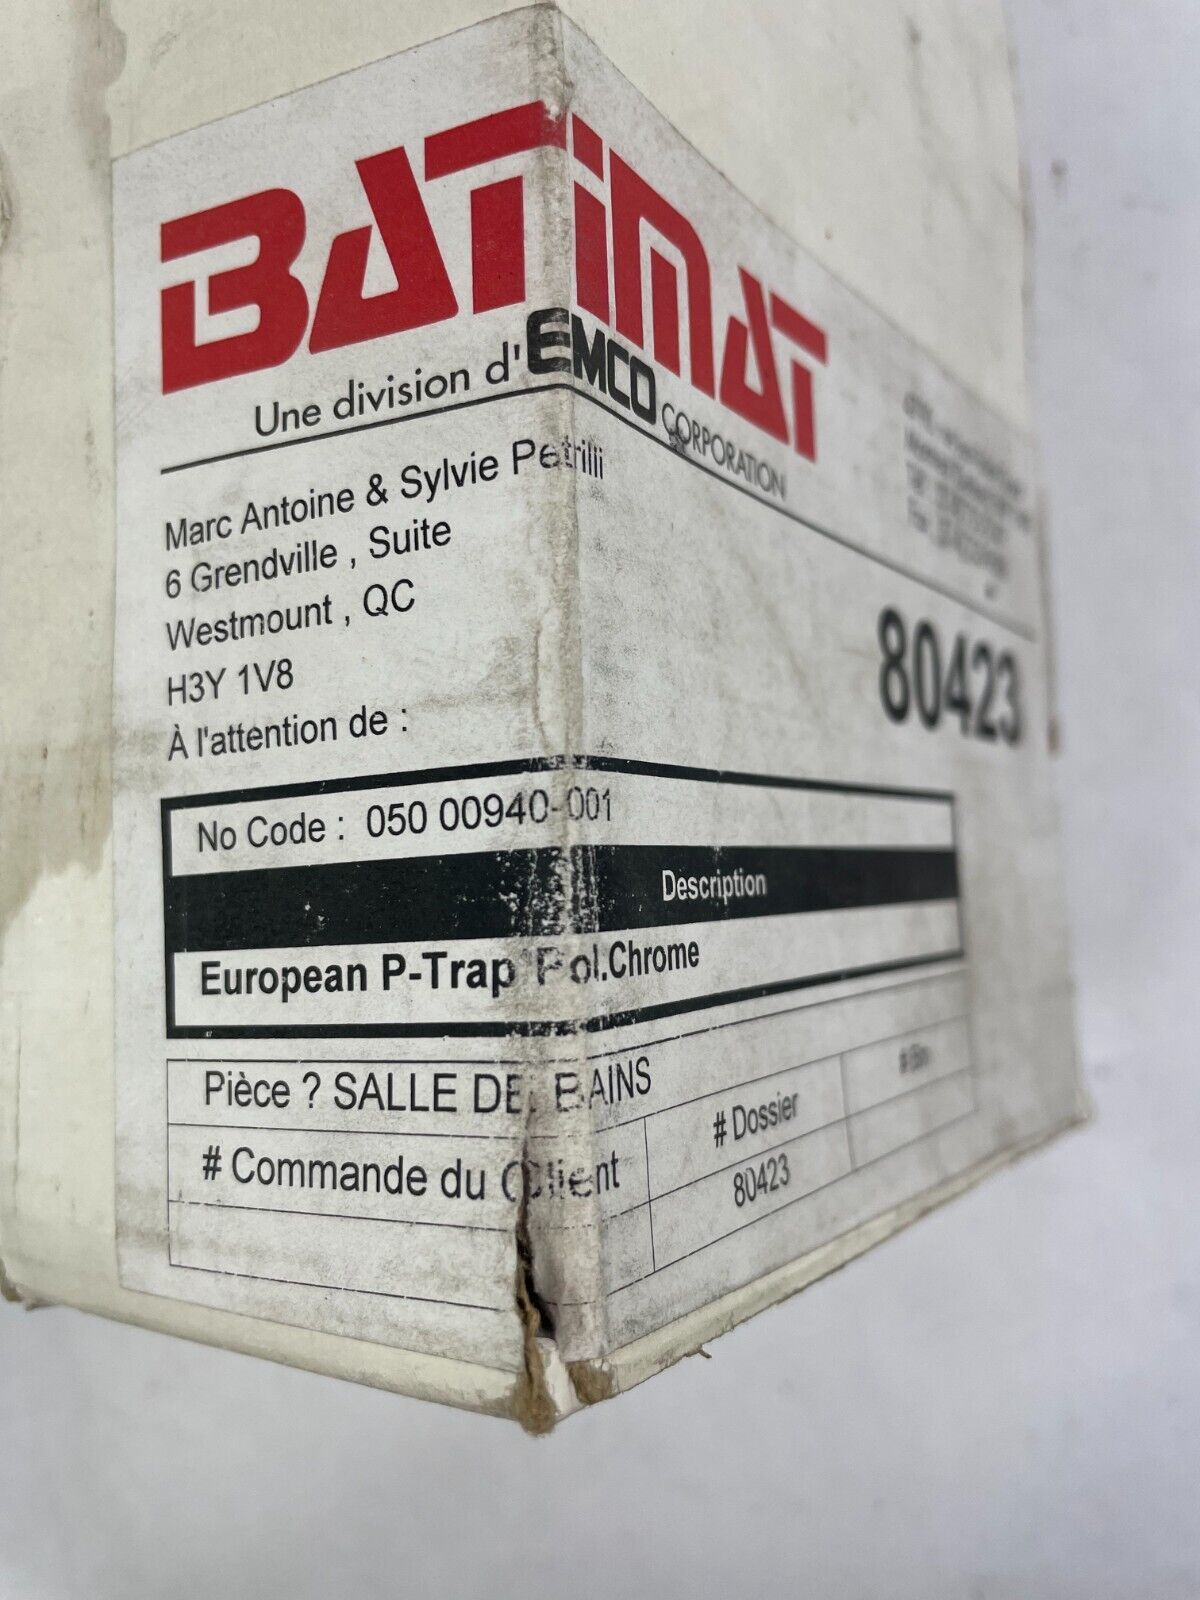 BATIMAT
Une division d'EMCO CORPORATION
Marc Antoine & Sylvie Petrilli
6 Grendville , Suite
Westmount , QC
H3Y 1V8
À l'attention de :
80423
No Code : 050 00940-001
Description
European P-Trap Pol.Chrome
Pièce ? SALLE DE BAINS
# Commande du Client # Dossier
80423